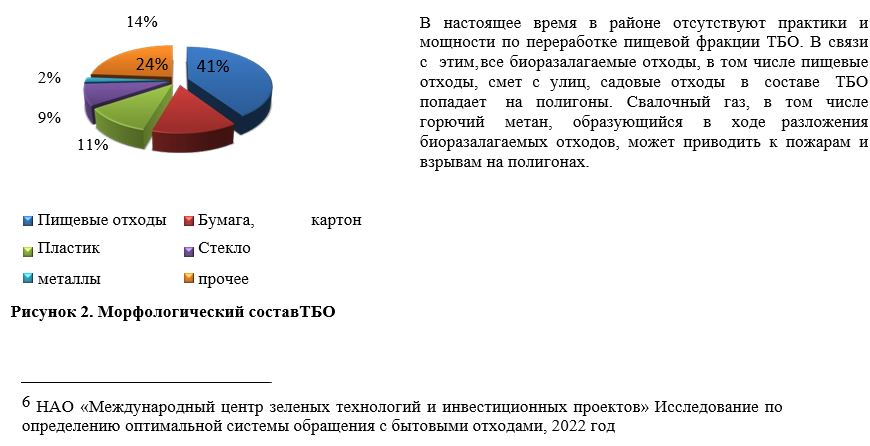 14%
24%
41%
2%
9%
11%
Пищевые отходы
Бумага, картон
Пластик
Стекло
металлы
прочее
Рисунок 2. Морфологический составТБО
В настоящее время в районе отсутствуют практики и
мощности по переработке пищевой фракции ТБО. В связи
с этим,все биоразалагаемые отходы, в том числе пищевые
отходы, смет с улиц, садовые отходы в составе ТБО
попадает на полигоны. Свалочный газ, в том числе
горючий метан, образующийся в ходе разложения
биоразалагаемых отходов, может приводить к пожарам и
взрывам на полигонах.
6 НАО «Международный центр зеленых технологий и инвестиционных проектов» Исследование по
определению оптимальной системы обращения с бытовыми отходами, 2022 год